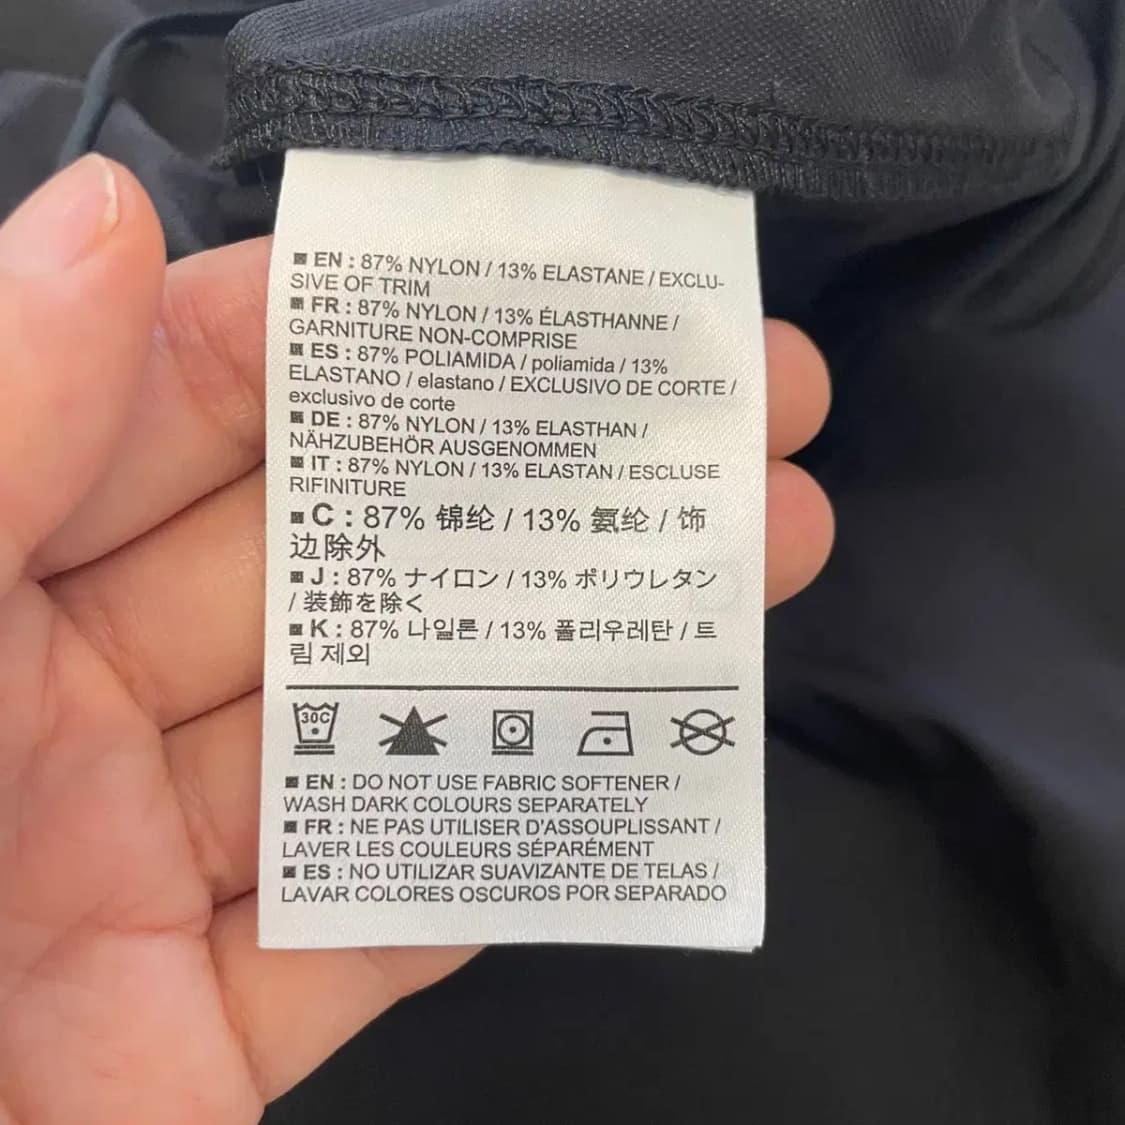 ■ EN : 87% NYLON / 13% ELASTANE / EXCLU-
SIVE OF TRIM
■ FR : 87% NYLON / 13% ÉLASTHANNE /
GARNITURE NON-COMPRISE
■ ES : 87% POLIAMIDA / poliamida / 13%
ELASTANO / elastano / EXCLUSIVO DE CORTE /
exclusivo de corte
■ DE : 87% NYLON / 13% ELASTHAN /
NÄHZUBEHÖR AUSGENOMMEN
■ IT : 87% NYLON / 13% ELASTAN / ESCLUSE
RIFINITURE
■ C : 87% 锦纶 / 13% 氨纶 / 饰
边除外
■ J : 87% ナイロン / 13% ポリウレタン
/ 装飾を除く
■ K : 87% 나일론 / 13% 폴리우레탄 / 트
림 제외
30C
■ EN : DO NOT USE FABRIC SOFTENER /
WASH DARK COLOURS SEPARATELY
■ FR : NE PAS UTILISER D'ASSOUPLISSANT /
LAVER LES COULEURS SÉPARÉMENT
■ ES : NO UTILIZAR SUAVIZANTE DE TELAS /
LAVAR COLORES OSCUROS POR SEPARADO